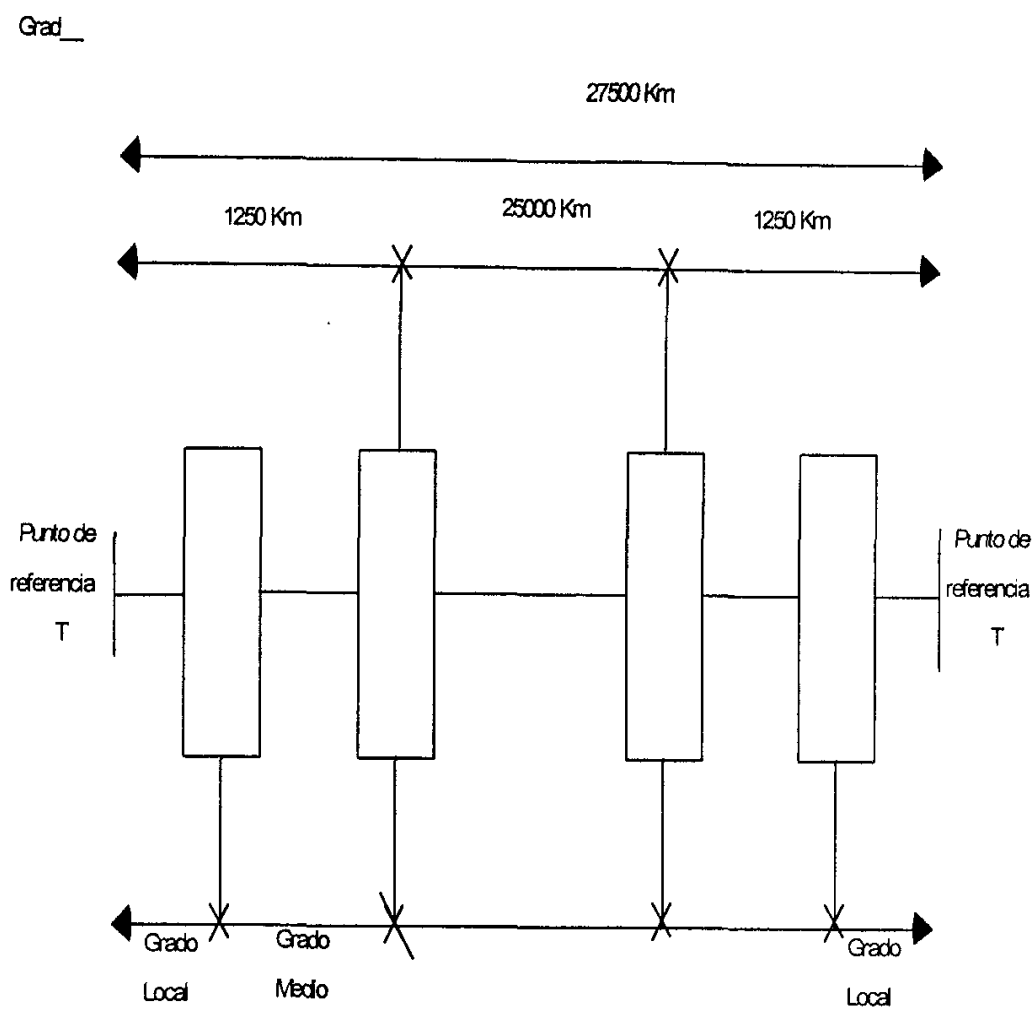 Grad__
27500 Km
1250 Km
25000 Km
1250 Km
Punto de
referencia
T
Punto de
referencia
T
Grado
Local
Grado
Medio
Grado
Local